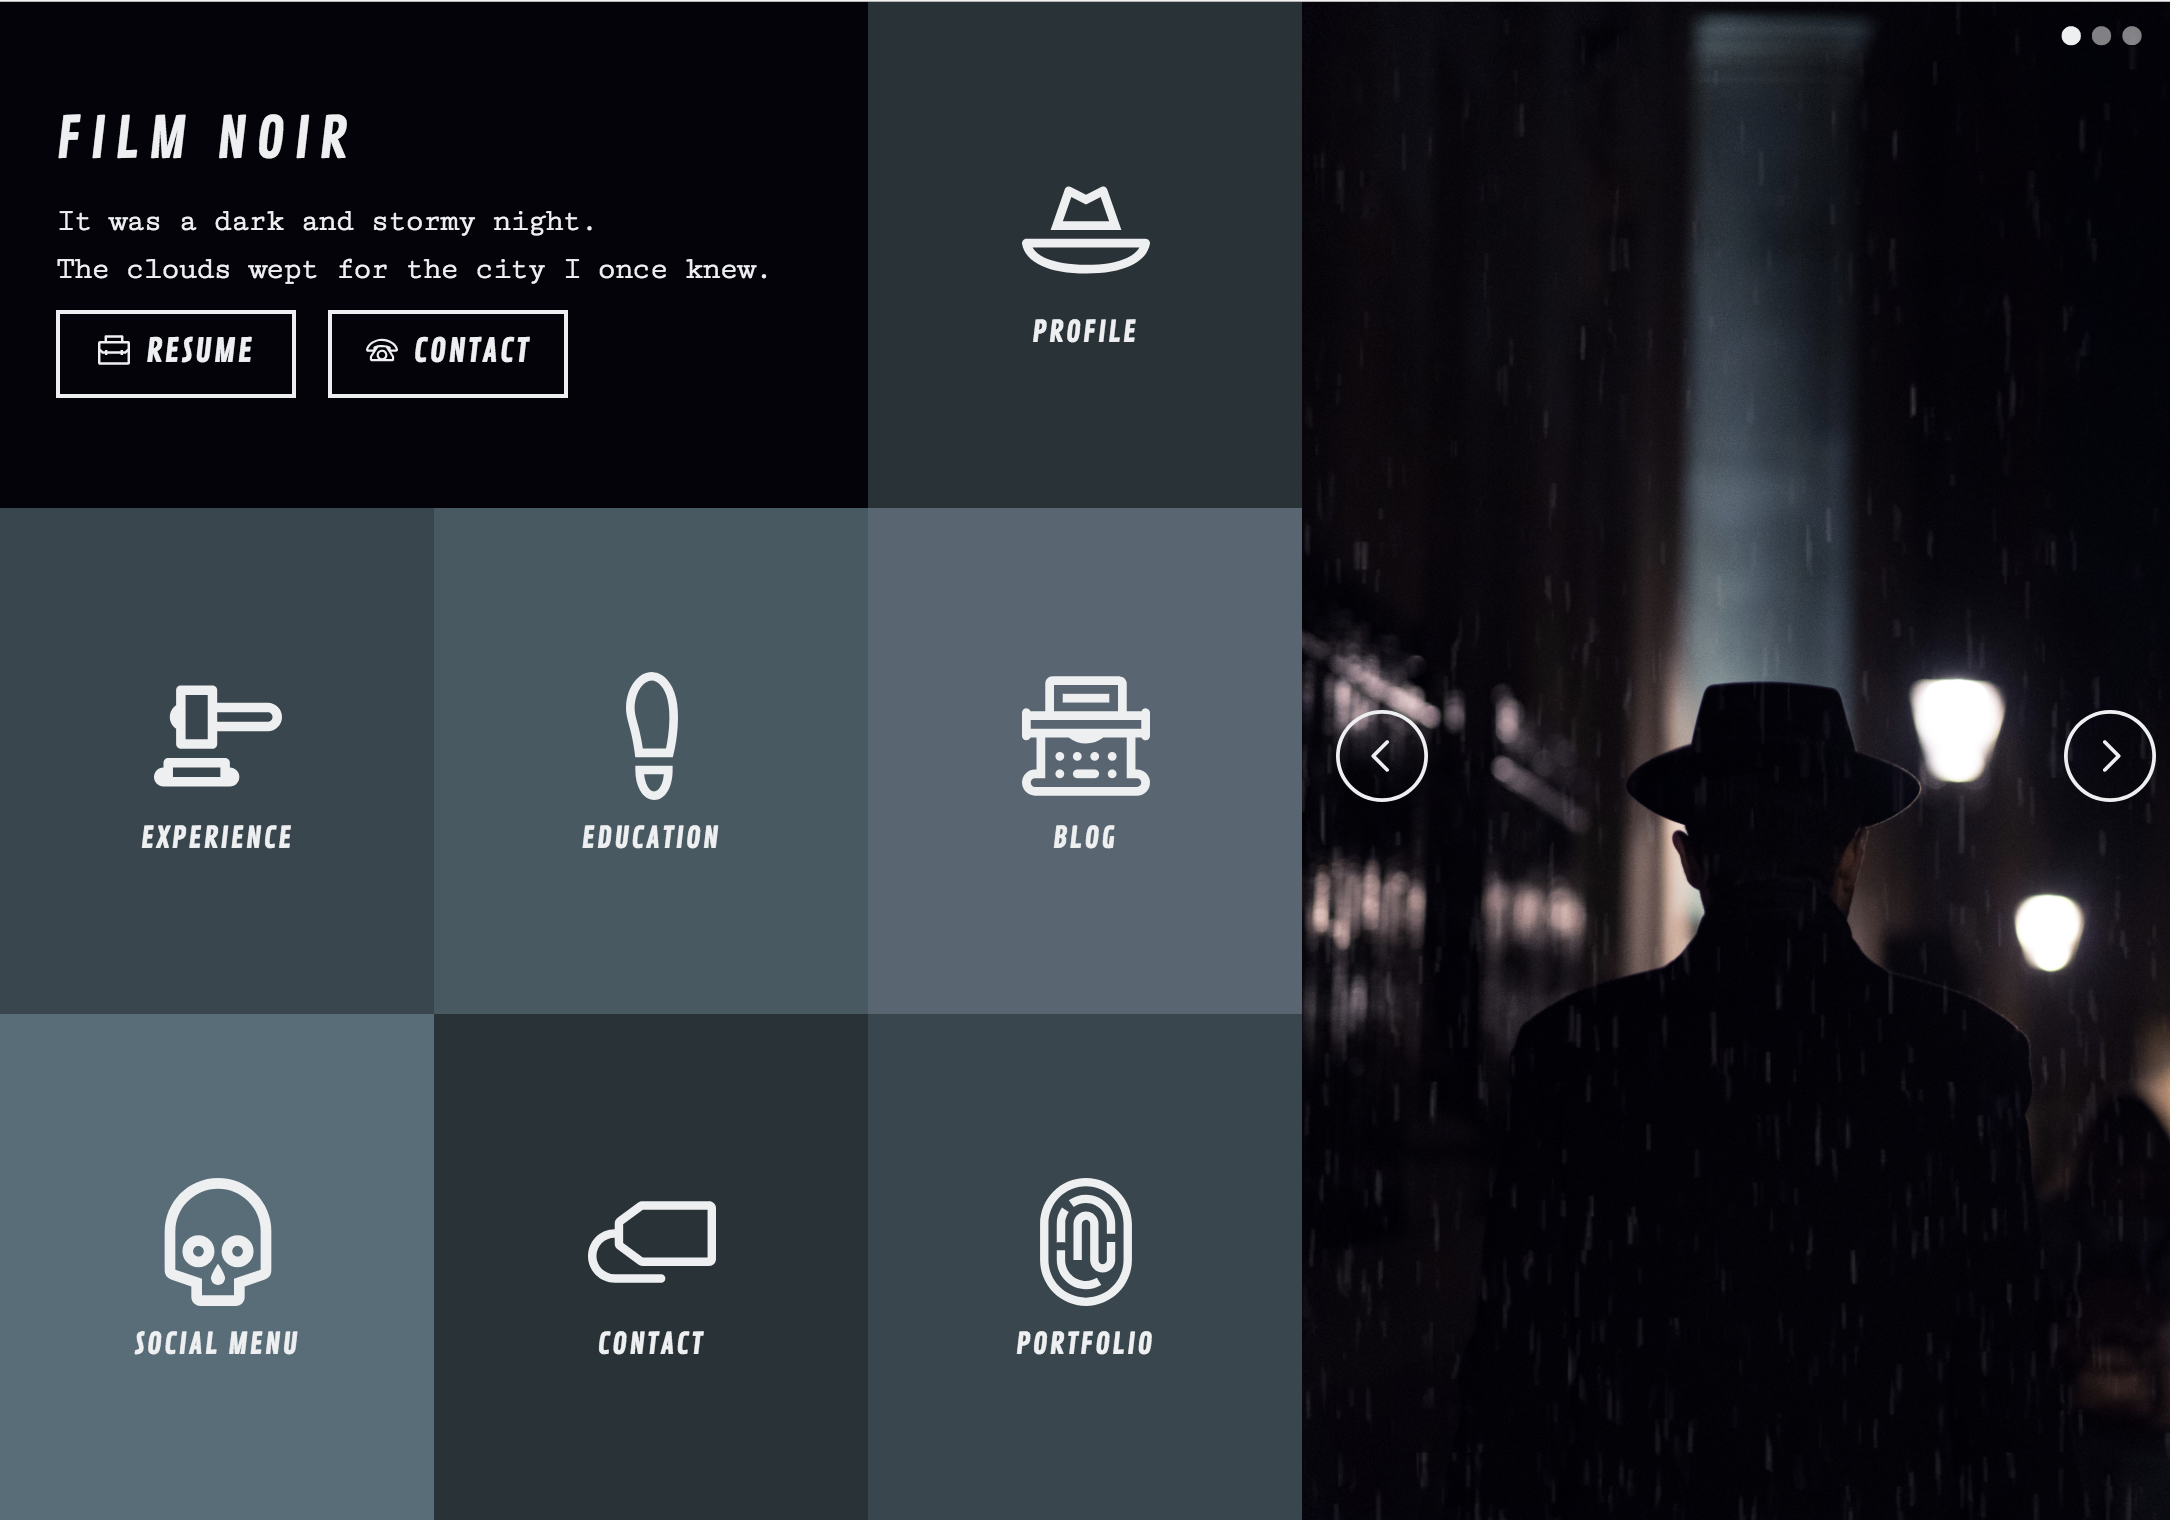 FILM NOIR
It was a dark and stormy night.
The clouds wept for the city I once knew.
RESUME
CONTACT
PROFILE
EXPERIENCE
EDUCATION
BLOG
SOCIAL MENU
CONTACT
PORTFOLIO